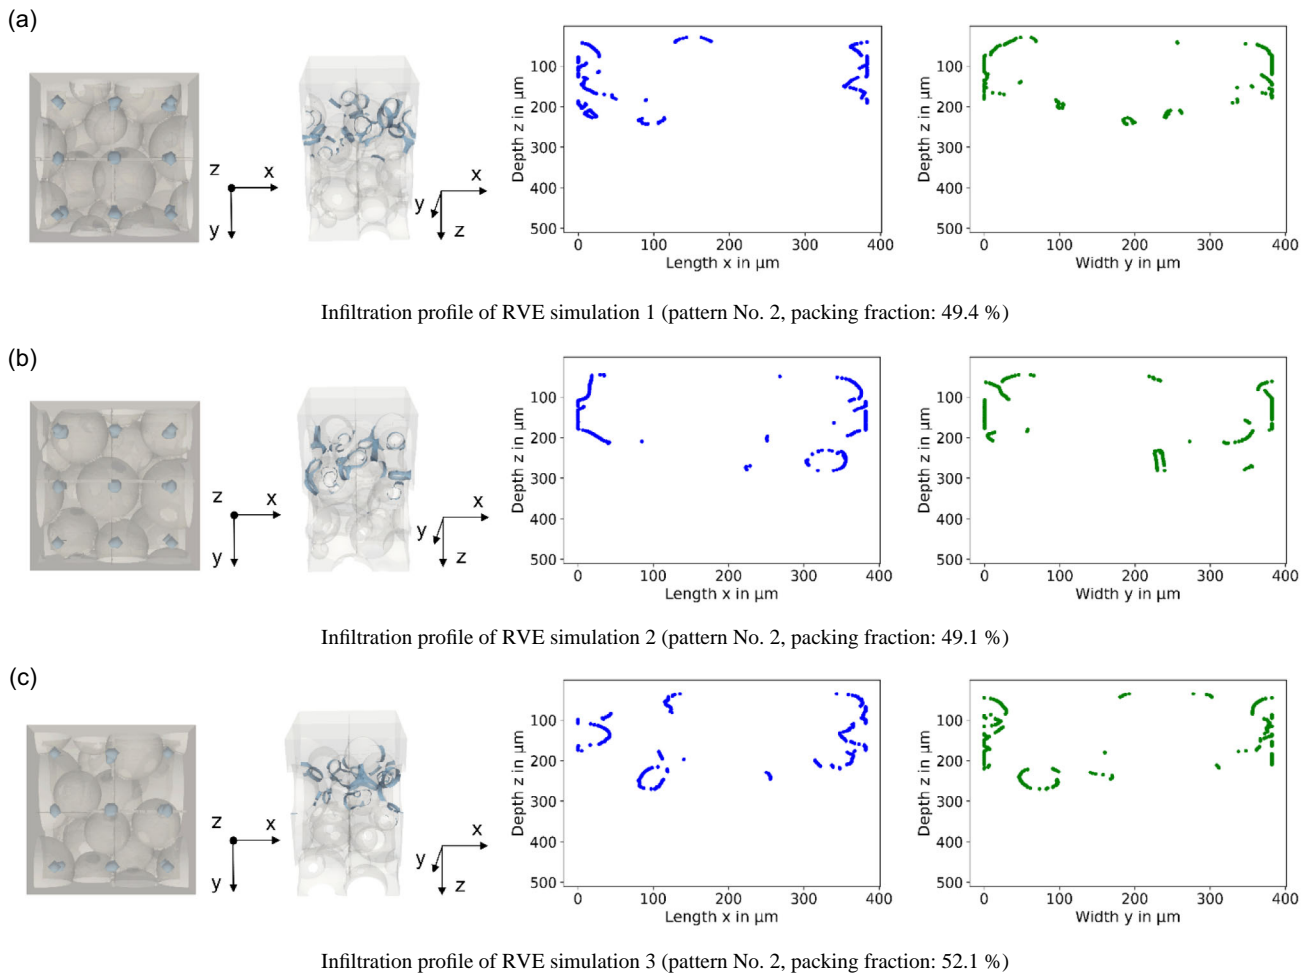 (a)
z
x
y
x
y
z
Depth z in µm
100
200
300
400
500
0
100
200
300
400
Length x in µm
Depth z in µm
100
200
300
400
500
0
100
200
300
400
Width y in µm
Infiltration profile of RVE simulation 1 (pattern No. 2, packing fraction: 49.4 %)
(b)
z
x
y
x
y
z
Depth z in µm
100
200
300
400
500
0
100
200
300
400
Length x in µm
Depth z in µm
100
200
300
400
500
0
100
200
300
400
Width y in µm
Infiltration profile of RVE simulation 2 (pattern No. 2, packing fraction: 49.1 %)
(c)
z
x
y
x
y
z
Depth z in µm
100
200
300
400
500
0
100
200
300
400
Length x in µm
Depth z in µm
100
200
300
400
500
0
100
200
300
400
Width y in µm
Infiltration profile of RVE simulation 3 (pattern No. 2, packing fraction: 52.1 %)